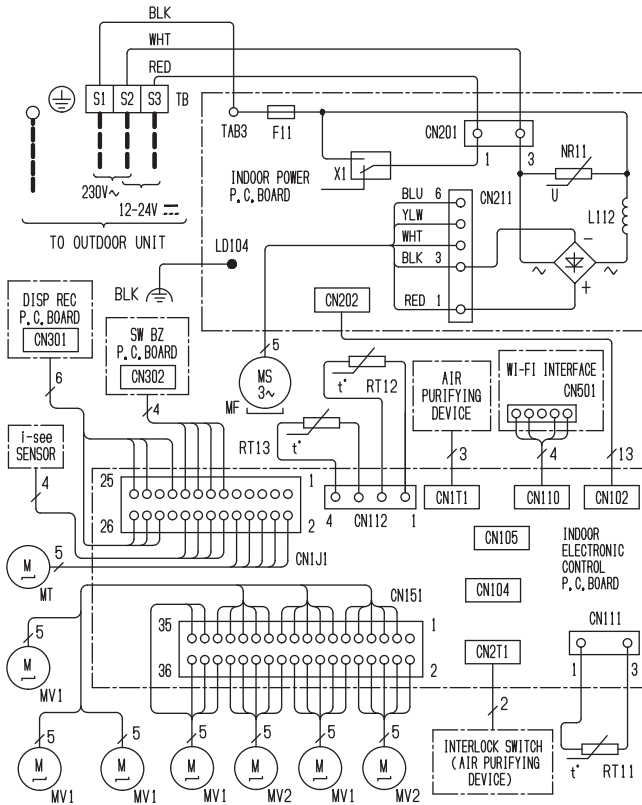 BLK
WHT
RED
S1 S2 S3 TB
230V~
12-24V
TO OUTDOOR UNIT
TAB3
F11
CN201
1 3
X1
NR11
U
L112
INDOOR POWER
P.C.BOARD
CN211
BLU 6
YLW
WHT
BLK 3
RED 1
~ ~
-
+
LD104
BLK
CN202
DISP REC
P.C.BOARD
CN301
SW BZ
P.C.BOARD
CN302
6
4
i-see
SENSOR
4
MS
3~
MF
5
t° RT12
RT13 t°
AIR
PURIFYING
DEVICE
3
WI-FI INTERFACE
CN501
4
13
25 1
26 2
CN1J1
4 CN112 1
CN1T1
CN110
CN102
CN105
CN104
INDOOR
ELECTRONIC
CONTROL
P.C.BOARD
M
5
MT
CN151
35 1
36 2
CN2T1
CN111
1 3
M
5
MV1
2
INTERLOCK SWITCH
(AIR PURIFYING
DEVICE)
t° RT11
5 5 5 5 5 5
M M M M M M
MV1 MV1 MV1 MV2 MV1 MV2